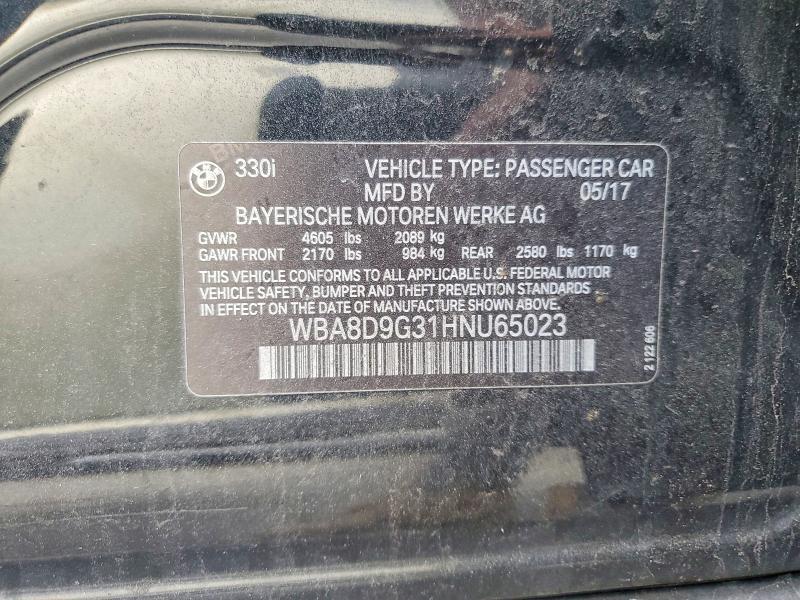 BMW
330i VEHICLE TYPE: PASSENGER CAR
MFD BY 05/17
BAYERISCHE MOTOREN WERKE AG
GVWR 4605 lbs 2089 kg
GAWR FRONT 2170 lbs 984 kg REAR 2580 lbs 1170 kg
THIS VEHICLE CONFORMS TO ALL APPLICABLE U.S. FEDERAL MOTOR
VEHICLE SAFETY, BUMPER AND THEFT PREVENTION STANDARDS
IN EFFECT ON THE DATE OF MANUFACTURE SHOWN ABOVE.
WBA8D9G31HNU65023
2 122 606